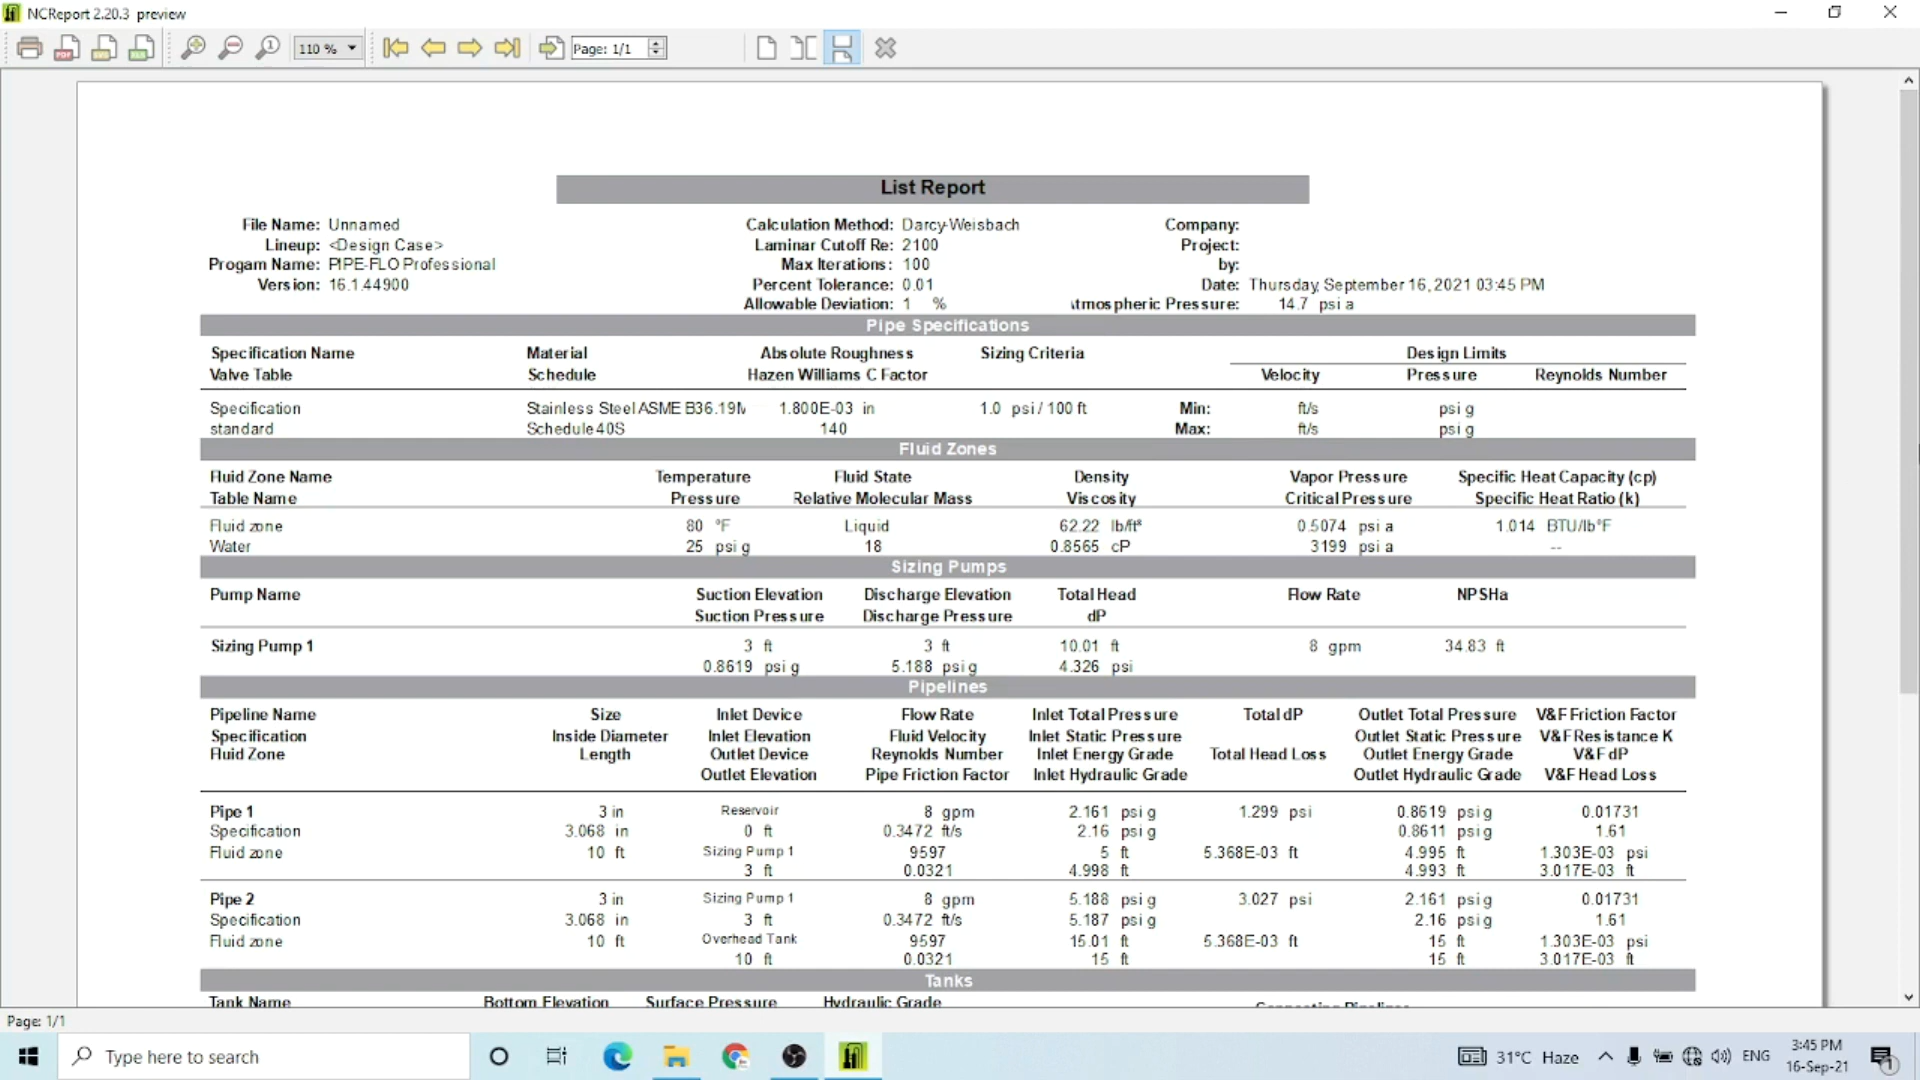 NCReport 2.20.3 preview
110 %
Page: 1/1
List Report
File Name: Unnamed
Lineup: <Design Case>
Progam Name: PIPE-FLO Professional
Version: 16.1.44900
Calculation Method: Darcy-Weisbach
Laminar Cutoff Re: 2100
Max Iterations: 100
Percent Tolerance: 0.01
Allowable Deviation: 1 %
Company:
Project:
by:
Date: Thursday, September 16, 2021 03:45 PM
tmospheric Pressure: 14.7 psi a
Pipe Specifications
Specification Name Material Absolute Roughness Sizing Criteria Design Limits
Valve Table Schedule Hazen Williams C Factor Velocity Pressure Reynolds Number
Specification Stainless Steel ASME B36.19M 1.800E-03 in 1.0 psi / 100 ft Min: ft/s psi g
standard Schedule 40S 140 Max: ft/s psi g
Fluid Zones
Fluid Zone Name Temperature Fluid State Density Vapor Pressure Specific Heat Capacity (cp)
Table Name Pressure Relative Molecular Mass Viscosity Critical Pressure Specific Heat Ratio (k)
Fluid zone 80 °F Liquid 62.22 lb/ft³ 0.5074 psi a 1.014 BTU/lb°F
Water 25 psi g 18 0.8565 cP 3199 psi a --
Sizing Pumps
Pump Name Suction Elevation Discharge Elevation Total Head Flow Rate NPSHa
Suction Pressure Discharge Pressure dP
Sizing Pump 1 3 ft 3 ft 10.01 ft 8 gpm 34.83 ft
0.8619 psi g 5.188 psi g 4.326 psi
Pipelines
Pipeline Name Size Inlet Device Flow Rate Inlet Total Pressure Total dP Outlet Total Pressure V&F Friction Factor
Specification Inside Diameter Inlet Elevation Fluid Velocity Inlet Static Pressure Outlet Static Pressure V&F Resistance K
Fluid Zone Length Outlet Device Reynolds Number Inlet Energy Grade Total Head Loss Outlet Energy Grade V&F dP
Outlet Elevation Pipe Friction Factor Inlet Hydraulic Grade Outlet Hydraulic Grade V&F Head Loss
Pipe 1 3 in Reservoir 8 gpm 2.161 psi g 1.299 psi 0.8619 psi g 0.01731
Specification 3.068 in 0 ft 0.3472 ft/s 2.16 psi g 0.8611 psi g 1.61
Fluid zone 10 ft Sizing Pump 1 9597 5 ft 5.368E-03 ft 4.995 ft 1.303E-03 psi
3 ft 0.0321 4.998 ft 4.993 ft 3.017E-03 ft
Pipe 2 3 in Sizing Pump 1 8 gpm 5.188 psi g 3.027 psi 2.161 psi g 0.01731
Specification 3.068 in 3 ft 0.3472 ft/s 5.187 psi g 2.16 psi g 1.61
Fluid zone 10 ft Overhead Tank 9597 15.01 ft 5.368E-03 ft 15 ft 1.303E-03 psi
10 ft 0.0321 15 ft 15 ft 3.017E-03 ft
Tanks
Tank Name Bottom Elevation Surface Pressure Hydraulic Grade Connecting Pipelines
Page: 1/1
Type here to search
31°C Haze
ENG
3:45 PM
16-Sep-21
1